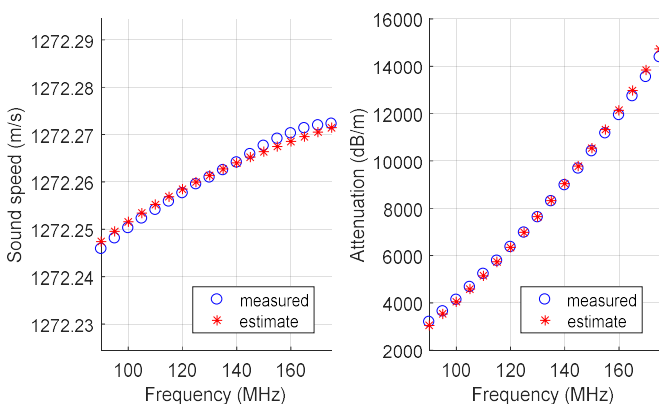 Sound speed (m/s)
1272.29
1272.28
1272.27
1272.26
1272.25
1272.24
1272.23
100 120 140 160
Frequency (MHz)
measured
estimate
Attenuation (dB/m)
16000
14000
12000
10000
8000
6000
4000
2000
100 120 140 160
Frequency (MHz)
measured
estimate